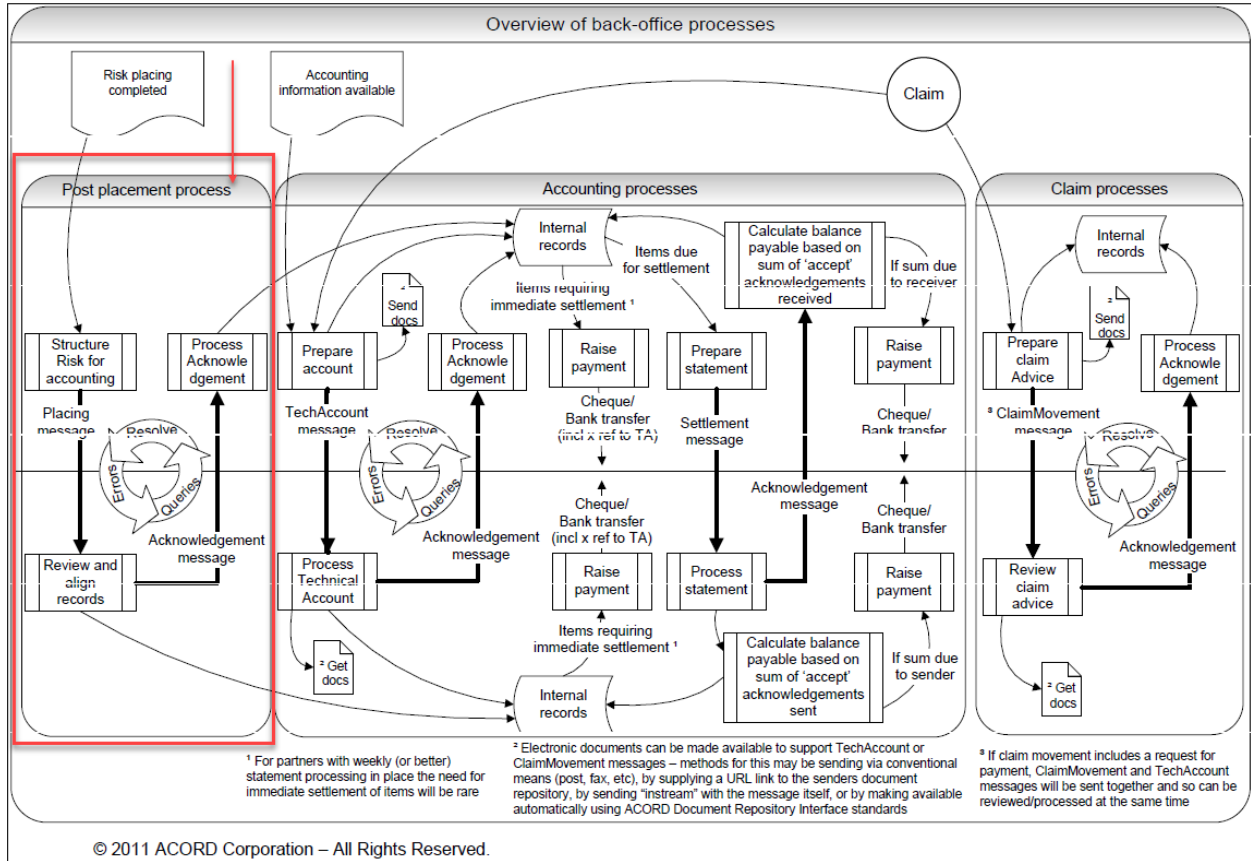 Overview of back-office processes
Risk placing
completed
Accounting
information available
Claim
Post placement process
Structure
Risk for
accounting
Process
Acknowle
dgement
Placing
message
Resolve
Errors
Queries
Acknowledgement
message
Review and
align
records
Accounting processes
Internal
records
Items due
for settlement
Calculate balance
payable based on
sum of ‘accept’
acknowledgements
received
If sum due
to receiver
Items requiring
immediate settlement ¹
²
Send
docs
Prepare
account
Process
Acknowle
dgement
Raise
payment
Prepare
statement
Raise
payment
TechAccount
message
Resolve
Errors
Queries
Cheque/
Bank transfer
(incl x ref to TA)
Settlement
message
Cheque/
Bank transfer
Acknowledgement
message
Cheque/
Bank transfer
(incl x ref to TA)
Acknowledgement
message
Cheque/
Bank transfer
Process
Technical
Account
Raise
payment
Process
statement
Raise
payment
² Get
docs
Items requiring
immediate settlement ¹
Internal
records
Calculate balance
payable based on
sum of ‘accept’
acknowledgements
sent
If sum due
to sender
Claim processes
Internal
records
²
Send
docs
Prepare
claim
Advice
Process
Acknowle
dgement
³ ClaimMovement
message
Resolve
Errors
Queries
Acknowledgement
message
Review
claim
advice
² Get
docs
¹ For partners with weekly (or better)
statement processing in place the need for
immediate settlement of items will be rare
² Electronic documents can be made available to support TechAccount or
ClaimMovement messages – methods for this may be sending via conventional
means (post, fax, etc), by supplying a URL link to the senders document
repository, by sending “instream” with the message itself, or by making available
automatically using ACORD Document Repository Interface standards
³ If claim movement includes a request for
payment, ClaimMovement and TechAccount
messages will be sent together and so can be
reviewed/processed at the same time
© 2011 ACORD Corporation – All Rights Reserved.